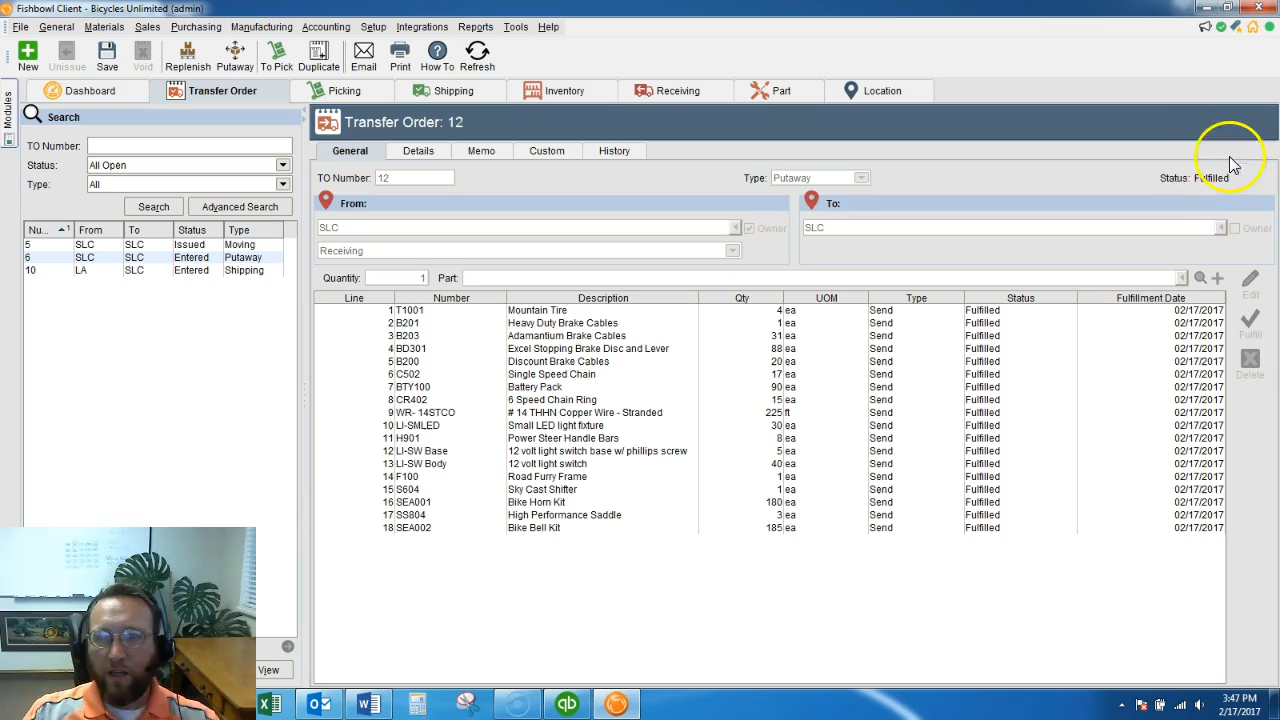 Fishbowl Client - Bicycles Unlimited (admin)
File General Materials Sales Purchasing Manufacturing Accounting Setup Integrations Reports Tools Help
New Unissue Save Void Replenish Putaway To Pick Duplicate Email Print How To Refresh
Modules
Dashboard Transfer Order Picking Shipping Inventory Receiving Part Location
Search
TO Number:
Status: All Open
Type: All
Search Advanced Search
Nu... 1 From To Status Type
5 SLC SLC Issued Moving
6 SLC SLC Entered Putaway
10 LA SLC Entered Shipping
View
Transfer Order: 12
General Details Memo Custom History
TO Number: 12 Type: Putaway Status: Fulfilled
From: To:
SLC Owner SLC Owner
Receiving
Quantity: 1 Part:
Edit
Fulfill
Delete
Line Number Description Qty UOM Type Status Fulfillment Date
1 T1001 Mountain Tire 4 ea Send Fulfilled 02/17/2017
2 B201 Heavy Duty Brake Cables 1 ea Send Fulfilled 02/17/2017
3 B203 Adamantium Brake Cables 31 ea Send Fulfilled 02/17/2017
4 BD301 Excel Stopping Brake Disc and Lever 88 ea Send Fulfilled 02/17/2017
5 B200 Discount Brake Cables 20 ea Send Fulfilled 02/17/2017
6 C502 Single Speed Chain 17 ea Send Fulfilled 02/17/2017
7 BTY100 Battery Pack 90 ea Send Fulfilled 02/17/2017
8 CR402 6 Speed Chain Ring 15 ea Send Fulfilled 02/17/2017
9 WR- 14STCO # 14 THHN Copper Wire - Stranded 225 ft Send Fulfilled 02/17/2017
10 LI-SMLED Small LED light fixture 30 ea Send Fulfilled 02/17/2017
11 H901 Power Steer Handle Bars 8 ea Send Fulfilled 02/17/2017
12 LI-SW Base 12 volt light switch base w/ phillips screw 5 ea Send Fulfilled 02/17/2017
13 LI-SW Body 12 volt light switch 40 ea Send Fulfilled 02/17/2017
14 F100 Road Furry Frame 1 ea Send Fulfilled 02/17/2017
15 S604 Sky Cast Shifter 1 ea Send Fulfilled 02/17/2017
16 SEA001 Bike Horn Kit 180 ea Send Fulfilled 02/17/2017
17 SS804 High Performance Saddle 3 ea Send Fulfilled 02/17/2017
18 SEA002 Bike Bell Kit 185 ea Send Fulfilled 02/17/2017
qb
3:47 PM
2/17/2017